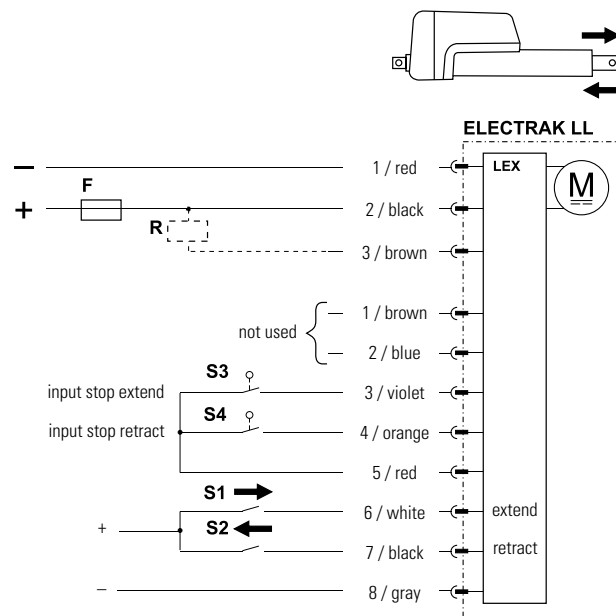 ELECTRAK LL
− 1 / red LEX M
F
+ 2 / black
R
3 / brown
1 / brown
not used
2 / blue
S3
input stop extend 3 / violet
S4
input stop retract 4 / orange
5 / red
S1
6 / white extend
+ S2
7 / black retract
− 8 / gray